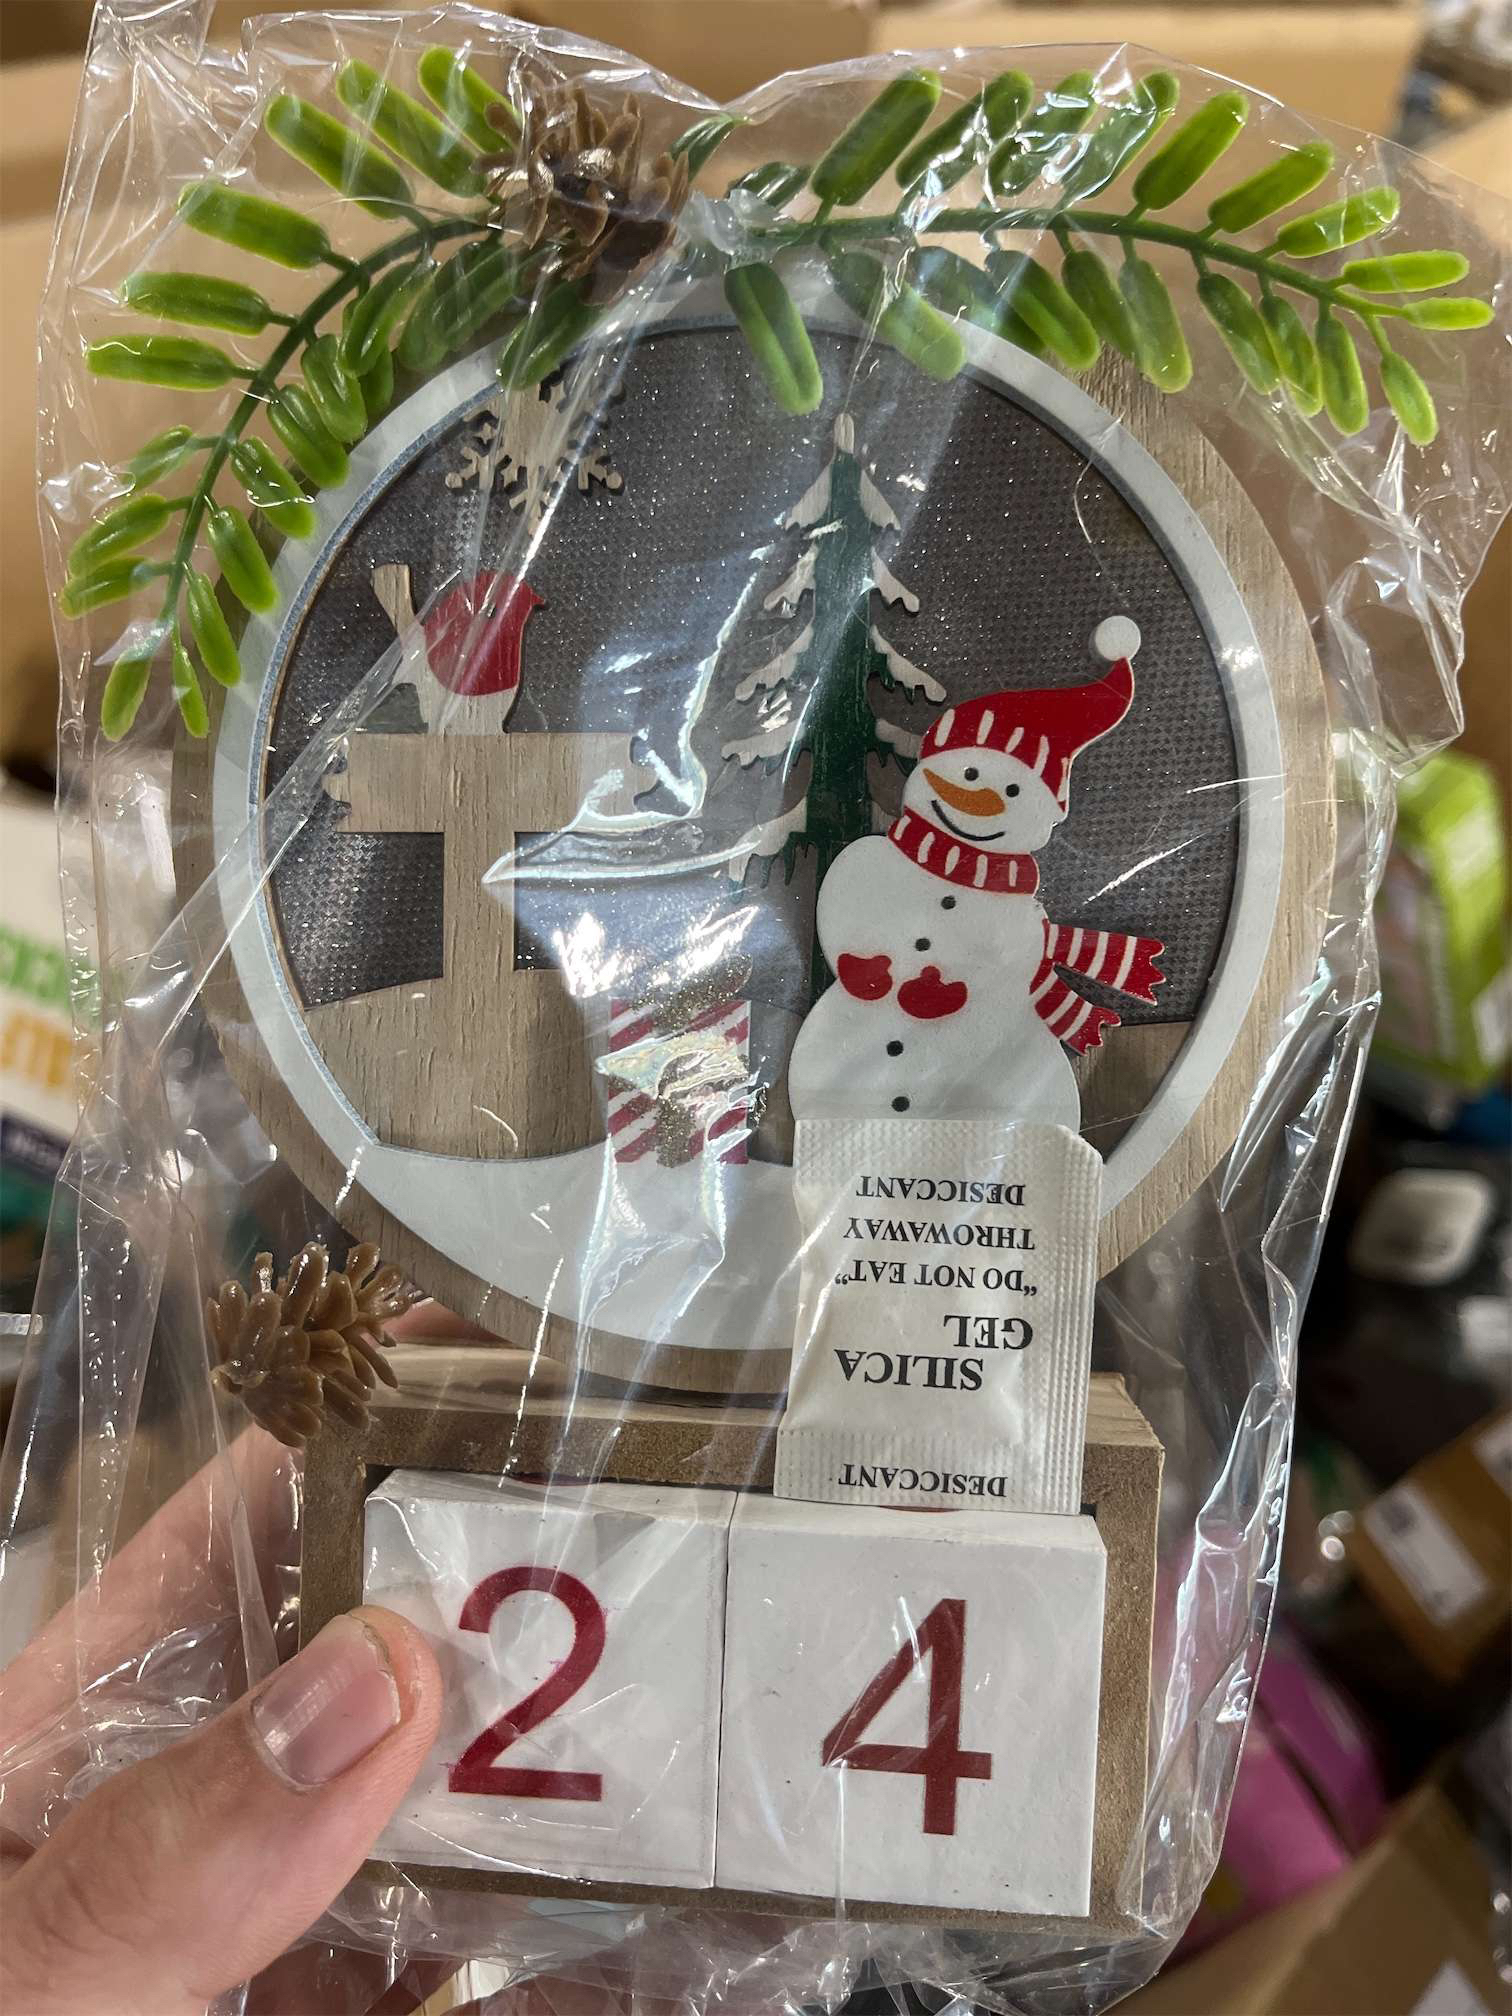 DESICCANT
SILICA
GEL
"DO NOT EAT"
THROWAWAY
DESICCANT
2 4